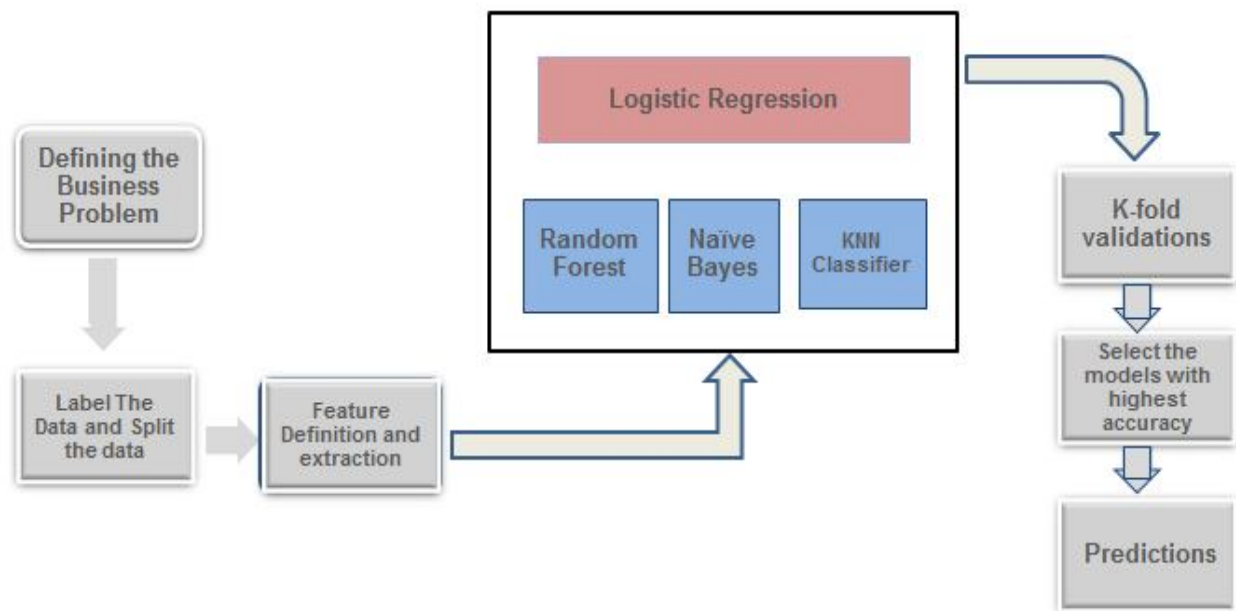 Defining the
Business
Problem
Label The
Data and Split
the data
Feature
Definition and
extraction
Logistic Regression
Random
Forest
Naïve
Bayes
KNN
Classifier
K-fold
validations
Select the
models with
highest
accuracy
Predictions